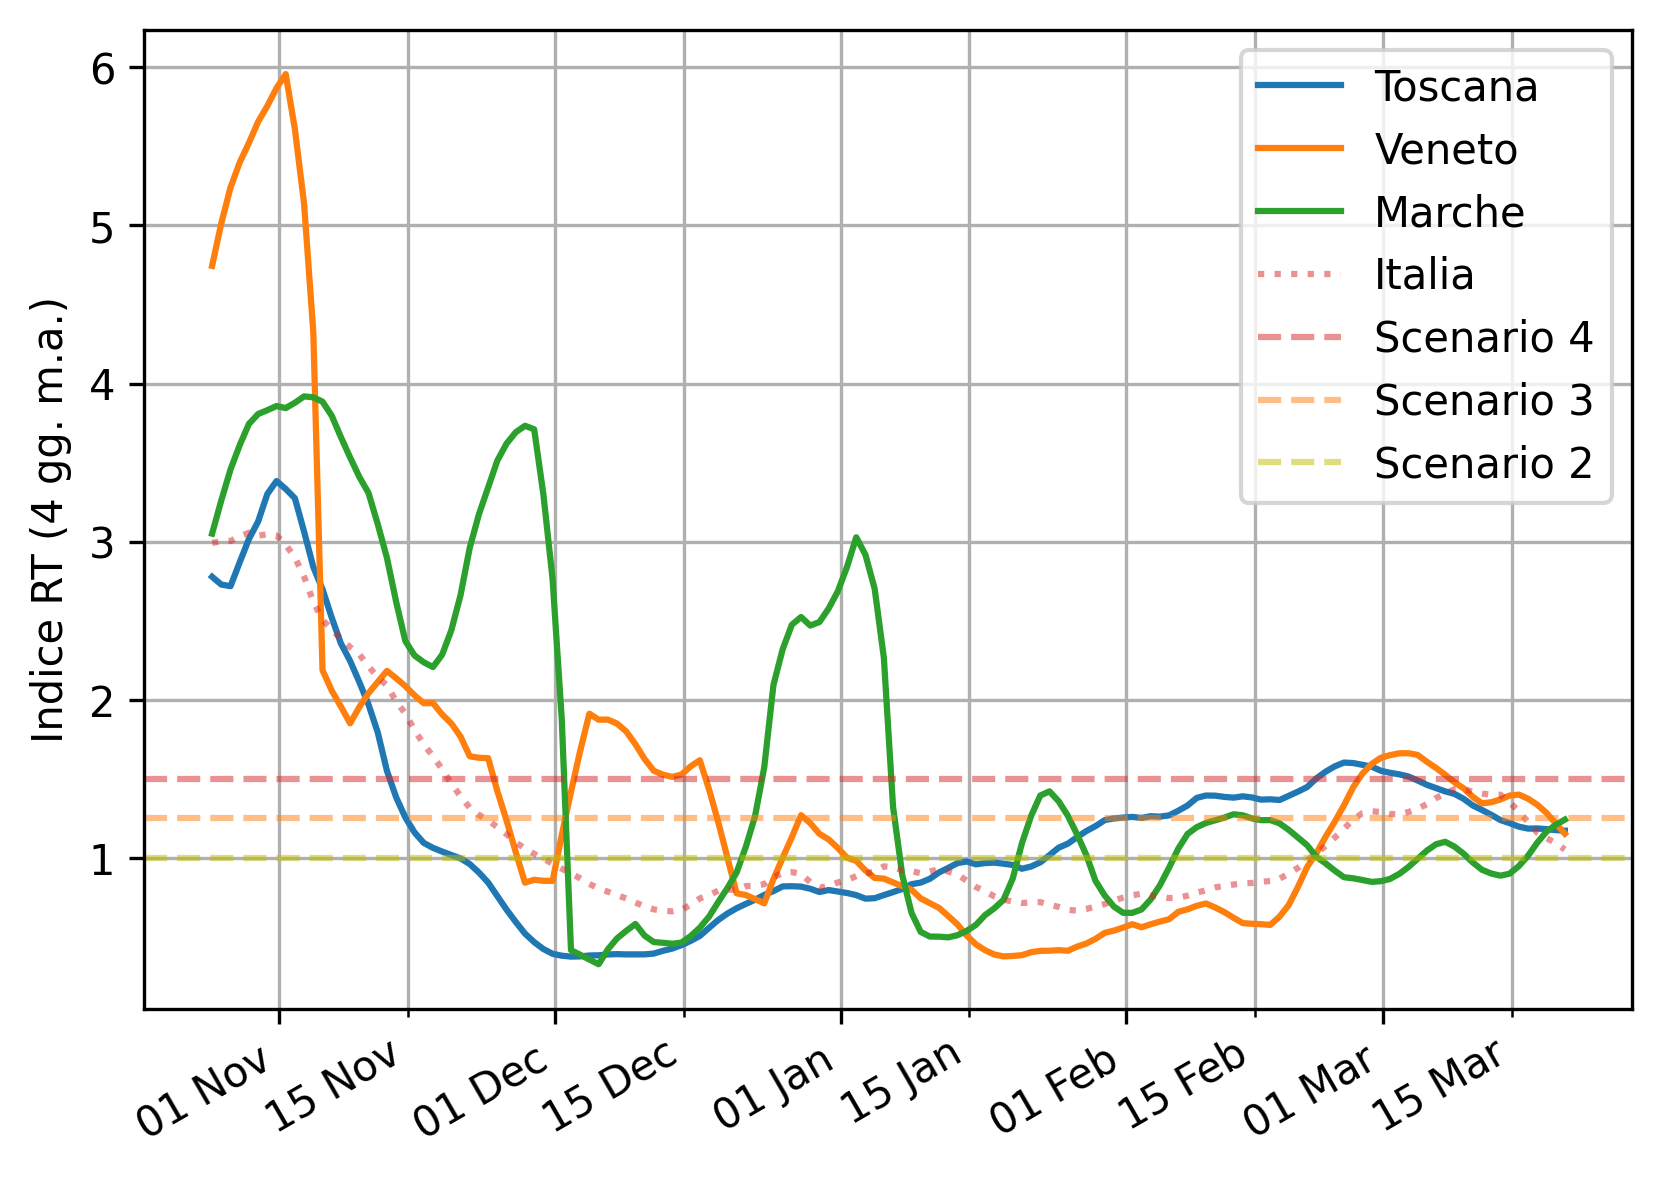 Indice RT (4 gg. m.a.)
6
5
4
3
2
1
Toscana
Veneto
Marche
Italia
Scenario 4
Scenario 3
Scenario 2
01 Nov
15 Nov
01 Dec
15 Dec
01 Jan
15 Jan
01 Feb
15 Feb
01 Mar
15 Mar